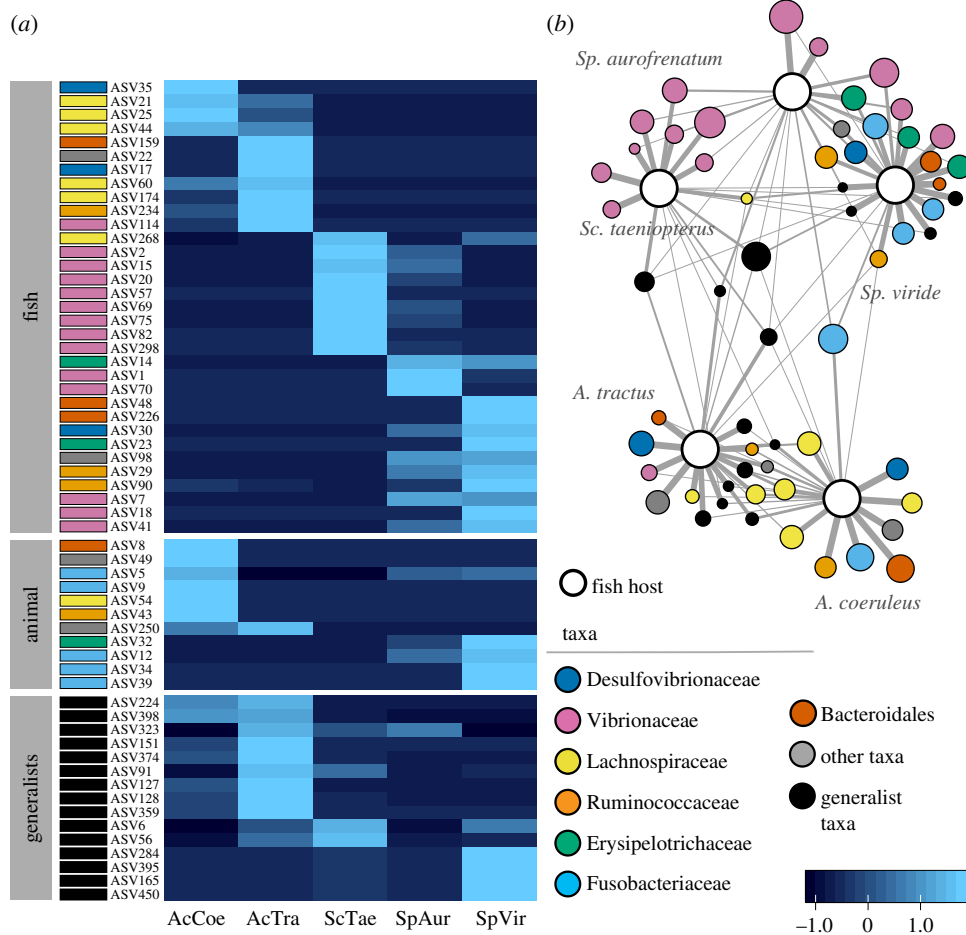 (a)
fish
ASV35
ASV21
ASV25
ASV44
ASV159
ASV22
ASV17
ASV60
ASV174
ASV234
ASV114
ASV268
ASV2
ASV15
ASV20
ASV57
ASV69
ASV75
ASV82
ASV298
ASV14
ASV1
ASV70
ASV48
ASV226
ASV30
ASV23
ASV98
ASV29
ASV90
ASV7
ASV18
ASV41
animal
ASV8
ASV49
ASV5
ASV9
ASV54
ASV43
ASV250
ASV32
ASV12
ASV34
ASV39
generalists
ASV224
ASV398
ASV323
ASV151
ASV374
ASV91
ASV127
ASV128
ASV359
ASV6
ASV56
ASV284
ASV395
ASV165
ASV450
AcCoe AcTra ScTae SpAur SpVir
(b)
Sp. aurofrenatum
Sc. taeniopterus
Sp. viride
A. tractus
A. coeruleus
fish host
taxa
Desulfovibrionaceae
Vibrionaceae
Lachnospiraceae
Ruminococcaceae
Erysipelotrichaceae
Fusobacteriaceae
Bacteroidales
other taxa
generalist
taxa
−1.0 0 1.0